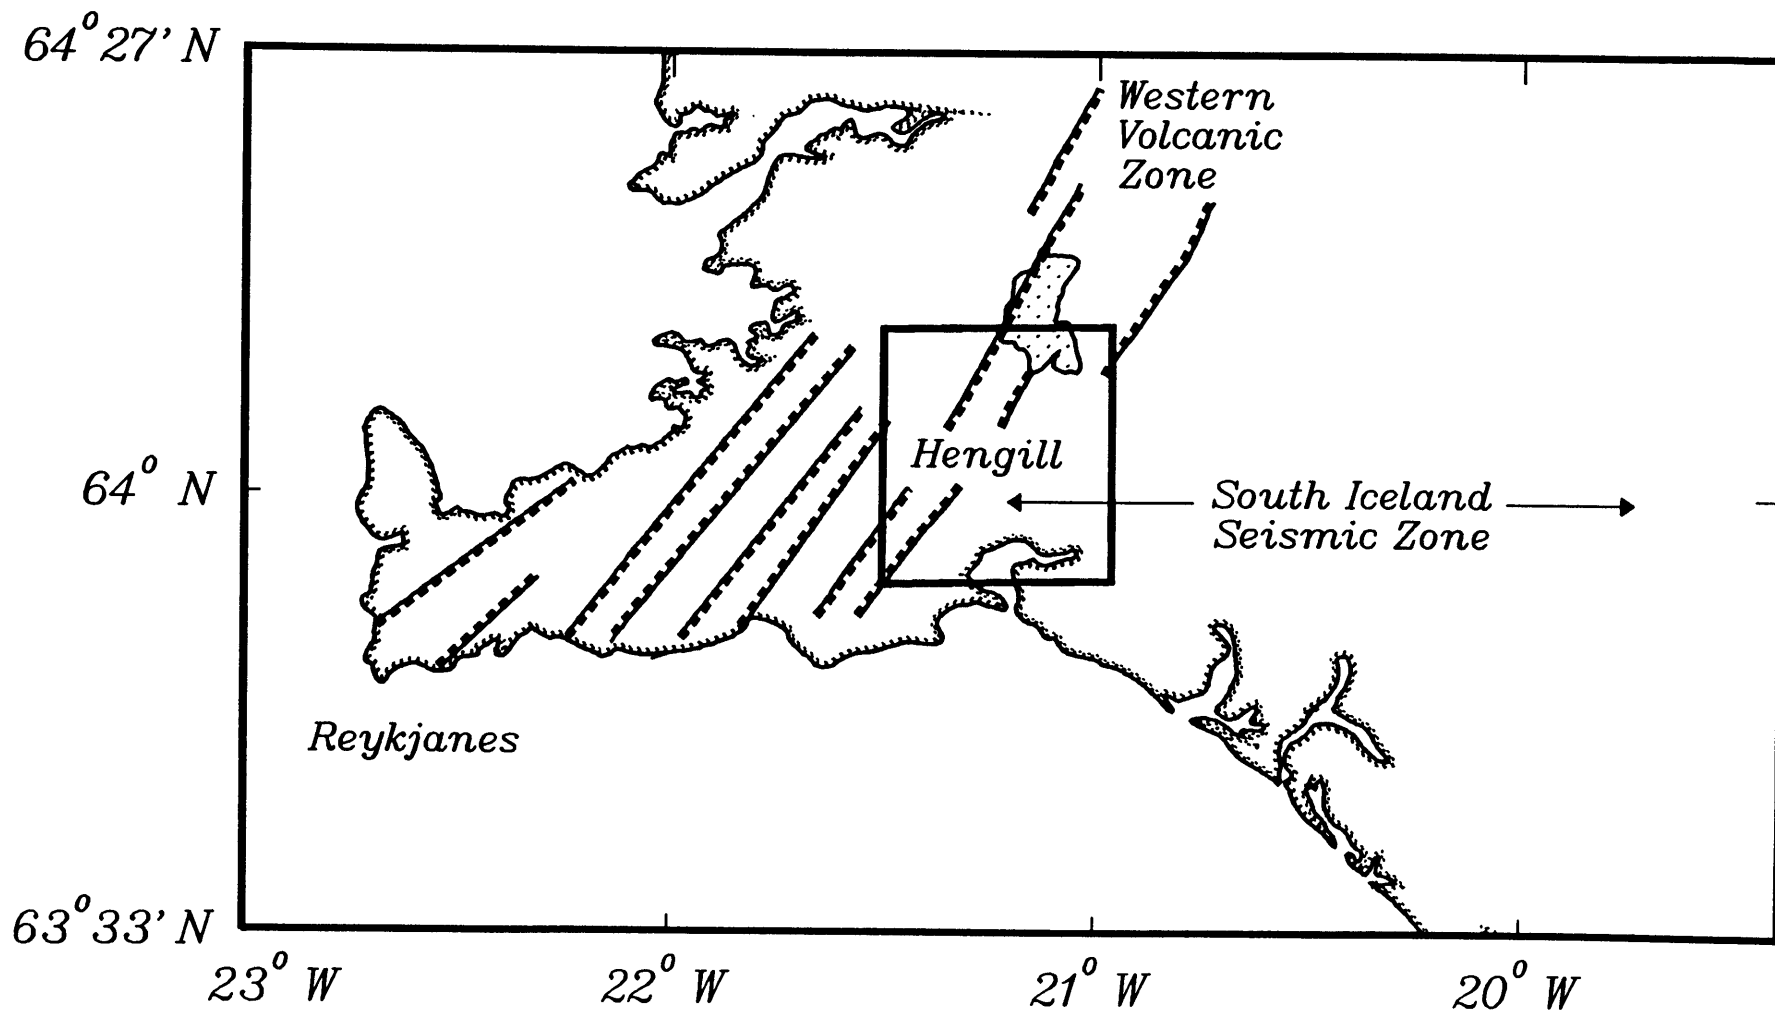 64° 27' N
Western
Volcanic
Zone
Hengill
64° N
South Iceland
Seismic Zone
Reykjanes
63° 33' N
23° W
22° W
21° W
20° W